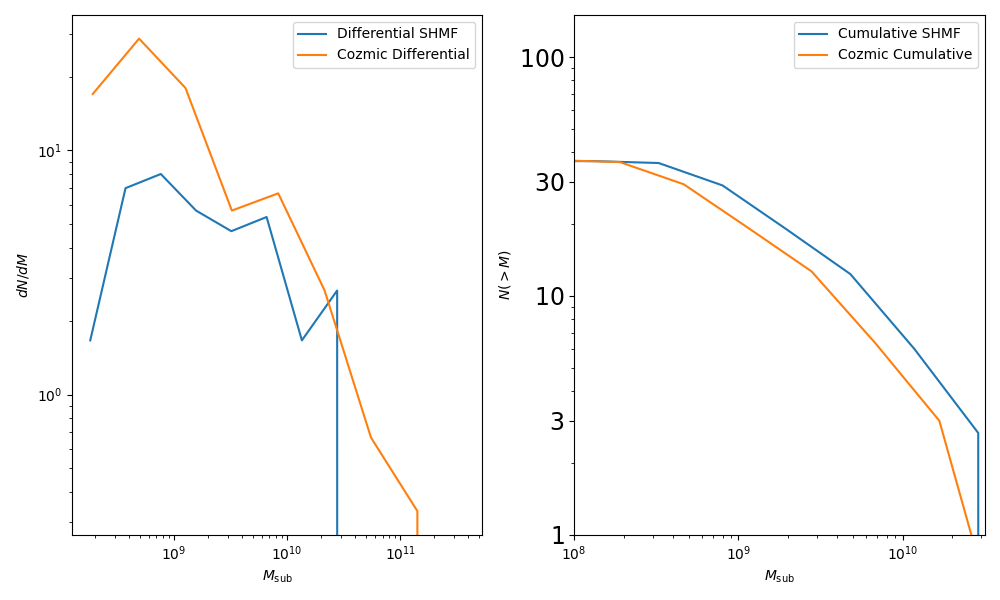 Differential SHMF
Cozmic Differential
10¹
10⁰
dN/dM
10⁹
10¹⁰
10¹¹
M_sub
Cumulative SHMF
Cozmic Cumulative
100
30
10
3
1
N(> M)
10⁸
10⁹
10¹⁰
M_sub